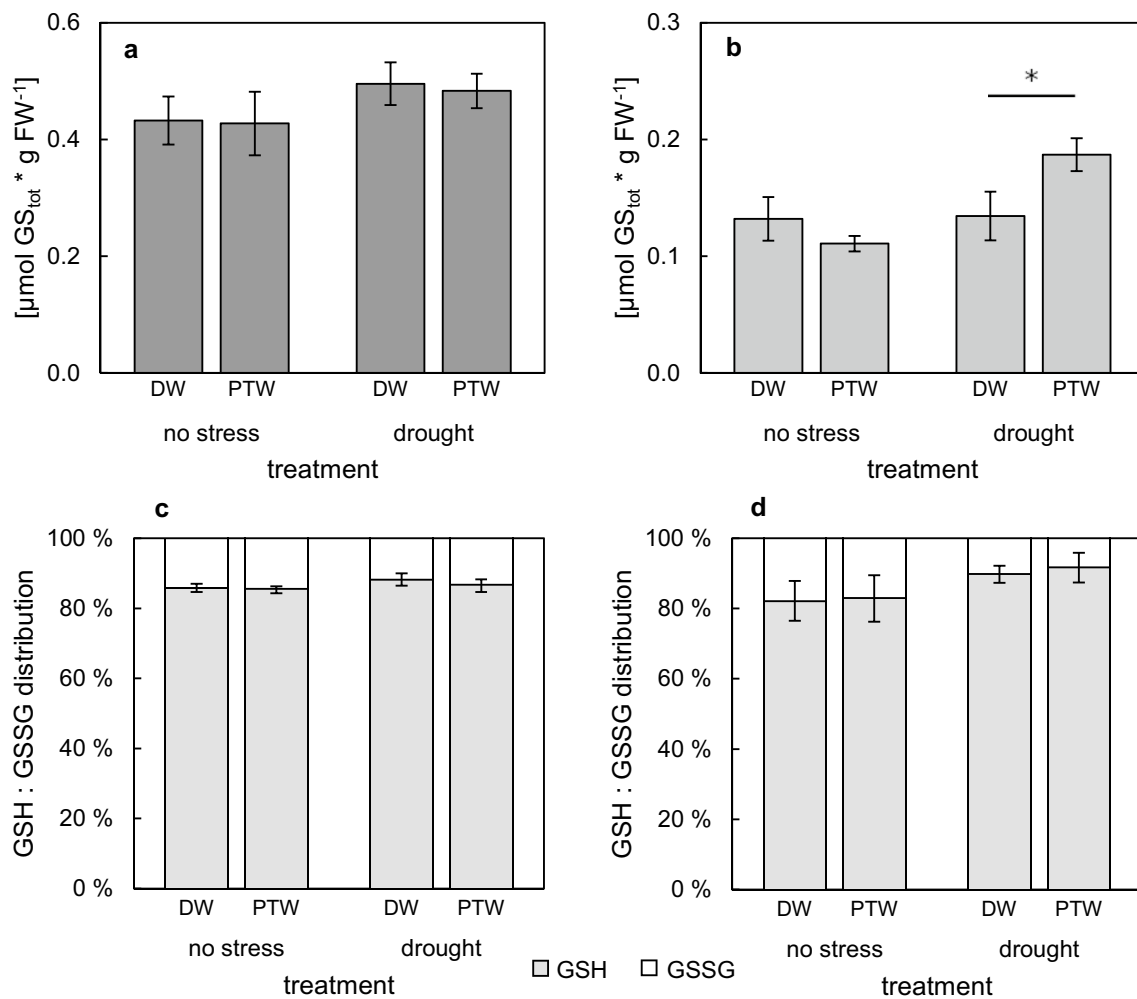 a
[µmol GS_tot * g FW⁻¹]
0.6
0.4
0.2
0.0
DW PTW DW PTW
no stress drought
treatment
b
*
[µmol GS_tot * g FW⁻¹]
0.3
0.2
0.1
0.0
DW PTW DW PTW
no stress drought
treatment
c
GSH : GSSG distribution
100 %
80 %
60 %
40 %
20 %
0 %
DW PTW DW PTW
no stress drought
treatment
d
GSH : GSSG distribution
100 %
80 %
60 %
40 %
20 %
0 %
DW PTW DW PTW
no stress drought
treatment
GSH GSSG